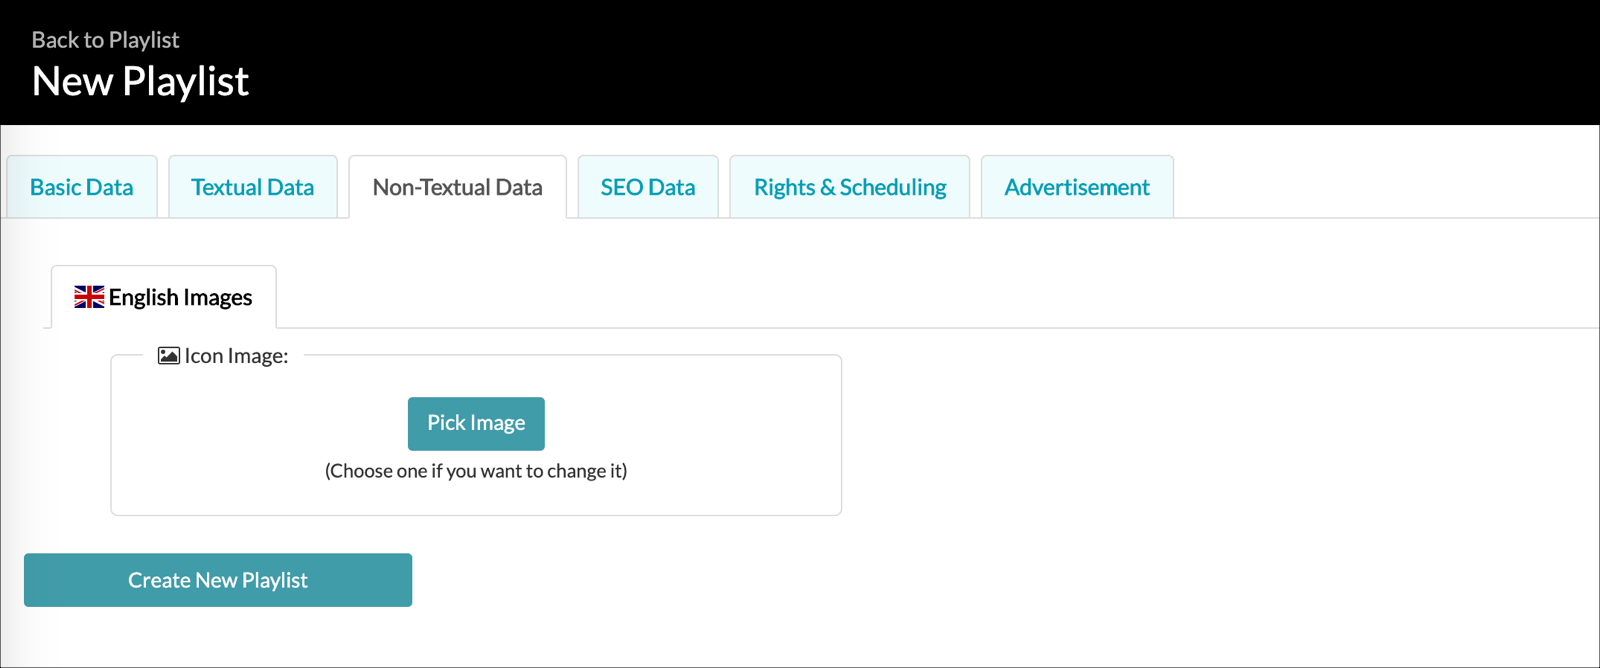 Back to Playlist
New Playlist
Basic Data
Textual Data
Non-Textual Data
SEO Data
Rights & Scheduling
Advertisement
English Images
Icon Image:
Pick Image
(Choose one if you want to change it)
Create New Playlist